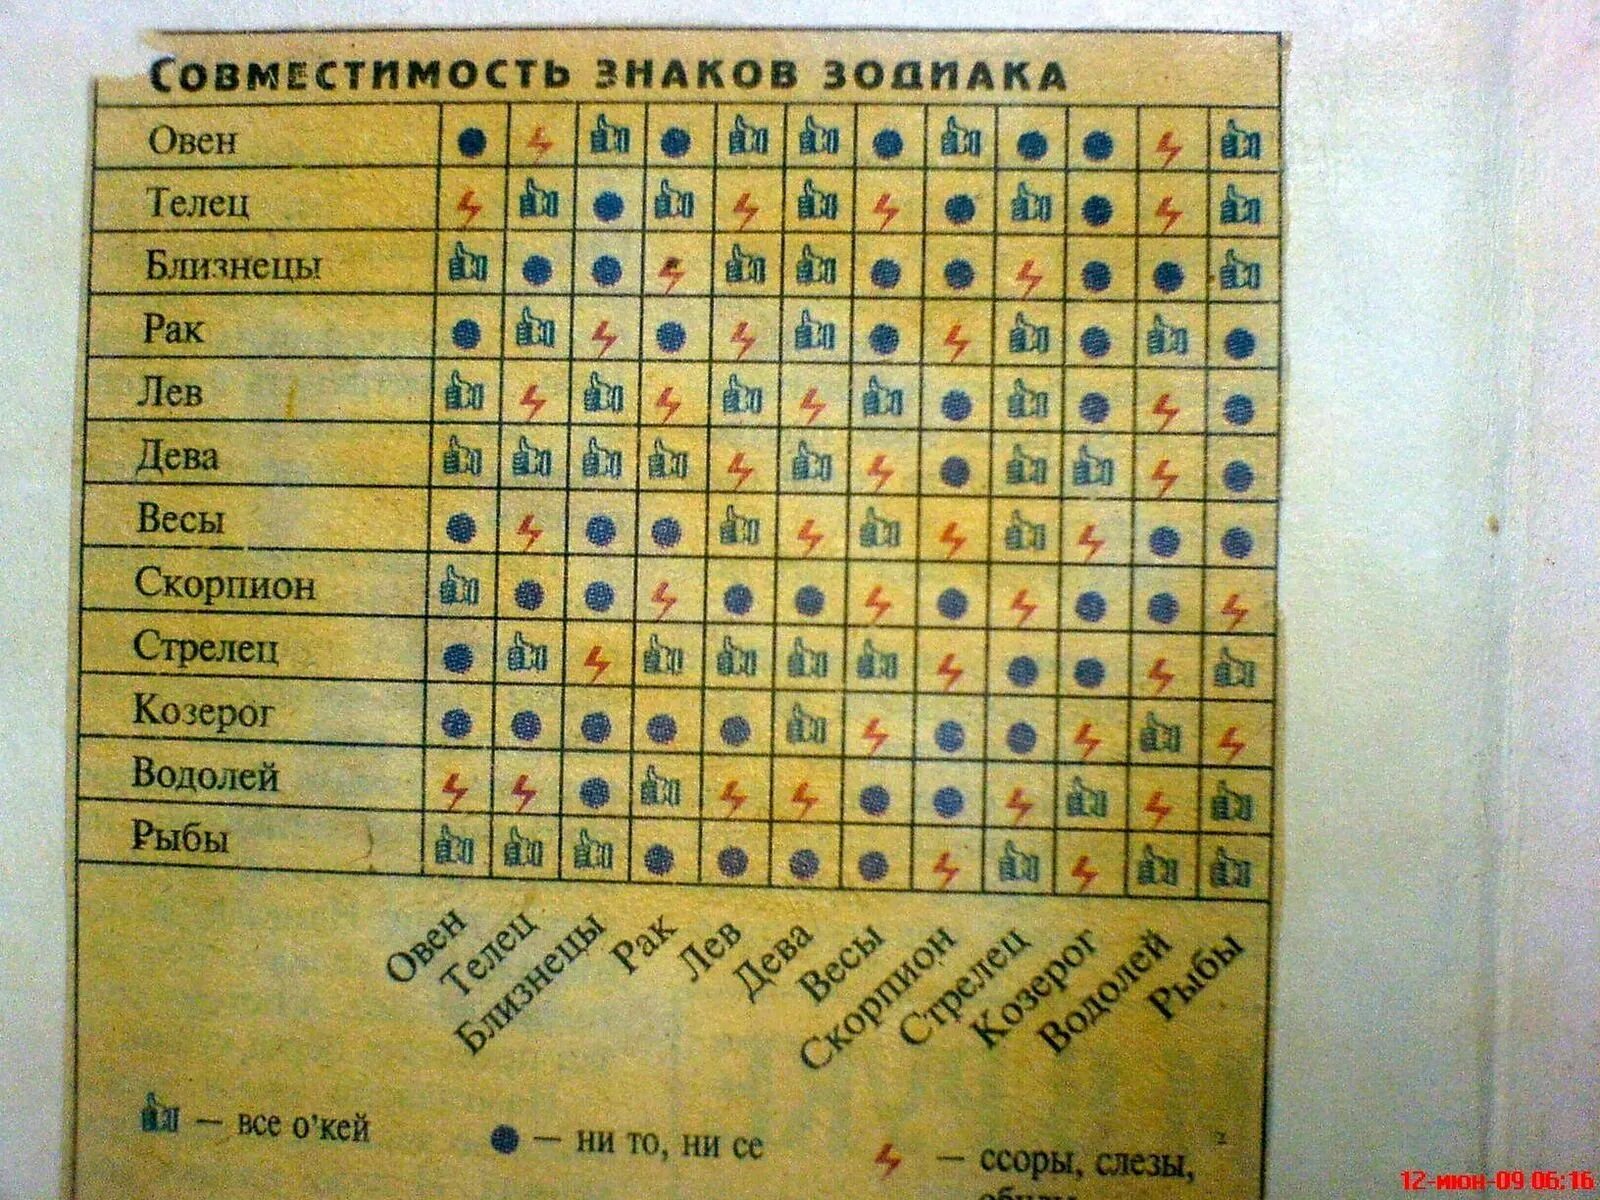 Совместимость знаков зодиака
Овен
Телец
Близнецы
Рак
Лев
Дева
Весы
Скорпион
Стрелец
Козерог
Водолей
Рыбы
Овен
Телец
Близнецы
Рак
Лев
Дева
Весы
Скорпион
Стрелец
Козерог
Водолей
Рыбы
— все о'кей
— ни то, ни се
— ссоры, слезы,
12-июн-09 06:16